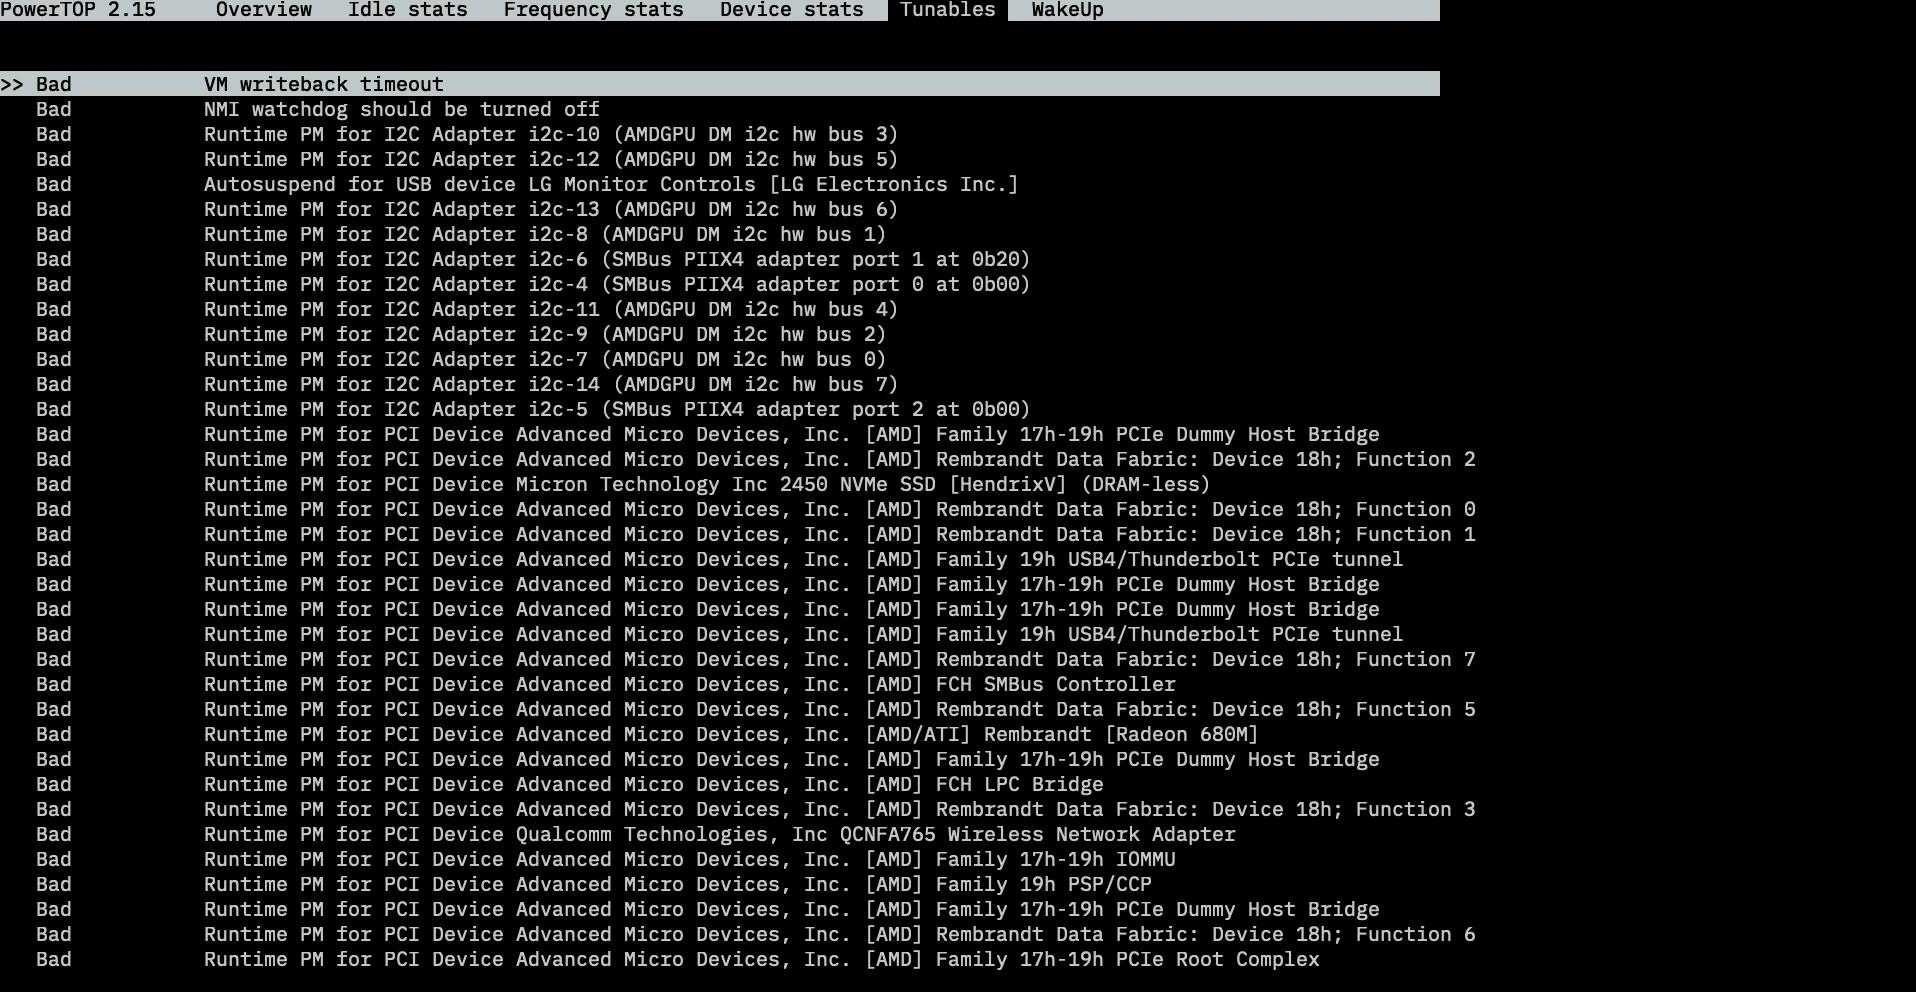 PowerTOP 2.15     Overview   Idle stats   Frequency stats   Device stats   Tunables   WakeUp
>> Bad           VM writeback timeout
   Bad           NMI watchdog should be turned off
   Bad           Runtime PM for I2C Adapter i2c-10 (AMDGPU DM i2c hw bus 3)
   Bad           Runtime PM for I2C Adapter i2c-12 (AMDGPU DM i2c hw bus 5)
   Bad           Autosuspend for USB device LG Monitor Controls [LG Electronics Inc.]
   Bad           Runtime PM for I2C Adapter i2c-13 (AMDGPU DM i2c hw bus 6)
   Bad           Runtime PM for I2C Adapter i2c-8 (AMDGPU DM i2c hw bus 1)
   Bad           Runtime PM for I2C Adapter i2c-6 (SMBus PIIX4 adapter port 1 at 0b20)
   Bad           Runtime PM for I2C Adapter i2c-4 (SMBus PIIX4 adapter port 0 at 0b00)
   Bad           Runtime PM for I2C Adapter i2c-11 (AMDGPU DM i2c hw bus 4)
   Bad           Runtime PM for I2C Adapter i2c-9 (AMDGPU DM i2c hw bus 2)
   Bad           Runtime PM for I2C Adapter i2c-7 (AMDGPU DM i2c hw bus 0)
   Bad           Runtime PM for I2C Adapter i2c-14 (AMDGPU DM i2c hw bus 7)
   Bad           Runtime PM for I2C Adapter i2c-5 (SMBus PIIX4 adapter port 2 at 0b00)
   Bad           Runtime PM for PCI Device Advanced Micro Devices, Inc. [AMD] Family 17h-19h PCIe Dummy Host Bridge
   Bad           Runtime PM for PCI Device Advanced Micro Devices, Inc. [AMD] Rembrandt Data Fabric: Device 18h; Function 2
   Bad           Runtime PM for PCI Device Micron Technology Inc 2450 NVMe SSD [HendrixV] (DRAM-less)
   Bad           Runtime PM for PCI Device Advanced Micro Devices, Inc. [AMD] Rembrandt Data Fabric: Device 18h; Function 0
   Bad           Runtime PM for PCI Device Advanced Micro Devices, Inc. [AMD] Rembrandt Data Fabric: Device 18h; Function 1
   Bad           Runtime PM for PCI Device Advanced Micro Devices, Inc. [AMD] Family 19h USB4/Thunderbolt PCIe tunnel
   Bad           Runtime PM for PCI Device Advanced Micro Devices, Inc. [AMD] Family 17h-19h PCIe Dummy Host Bridge
   Bad           Runtime PM for PCI Device Advanced Micro Devices, Inc. [AMD] Family 17h-19h PCIe Dummy Host Bridge
   Bad           Runtime PM for PCI Device Advanced Micro Devices, Inc. [AMD] Family 19h USB4/Thunderbolt PCIe tunnel
   Bad           Runtime PM for PCI Device Advanced Micro Devices, Inc. [AMD] Rembrandt Data Fabric: Device 18h; Function 7
   Bad           Runtime PM for PCI Device Advanced Micro Devices, Inc. [AMD] FCH SMBus Controller
   Bad           Runtime PM for PCI Device Advanced Micro Devices, Inc. [AMD] Rembrandt Data Fabric: Device 18h; Function 5
   Bad           Runtime PM for PCI Device Advanced Micro Devices, Inc. [AMD/ATI] Rembrandt [Radeon 680M]
   Bad           Runtime PM for PCI Device Advanced Micro Devices, Inc. [AMD] Family 17h-19h PCIe Dummy Host Bridge
   Bad           Runtime PM for PCI Device Advanced Micro Devices, Inc. [AMD] FCH LPC Bridge
   Bad           Runtime PM for PCI Device Advanced Micro Devices, Inc. [AMD] Rembrandt Data Fabric: Device 18h; Function 3
   Bad           Runtime PM for PCI Device Qualcomm Technologies, Inc QCNFA765 Wireless Network Adapter
   Bad           Runtime PM for PCI Device Advanced Micro Devices, Inc. [AMD] Family 17h-19h IOMMU
   Bad           Runtime PM for PCI Device Advanced Micro Devices, Inc. [AMD] Family 19h PSP/CCP
   Bad           Runtime PM for PCI Device Advanced Micro Devices, Inc. [AMD] Family 17h-19h PCIe Dummy Host Bridge
   Bad           Runtime PM for PCI Device Advanced Micro Devices, Inc. [AMD] Rembrandt Data Fabric: Device 18h; Function 6
   Bad           Runtime PM for PCI Device Advanced Micro Devices, Inc. [AMD] Family 17h-19h PCIe Root Complex